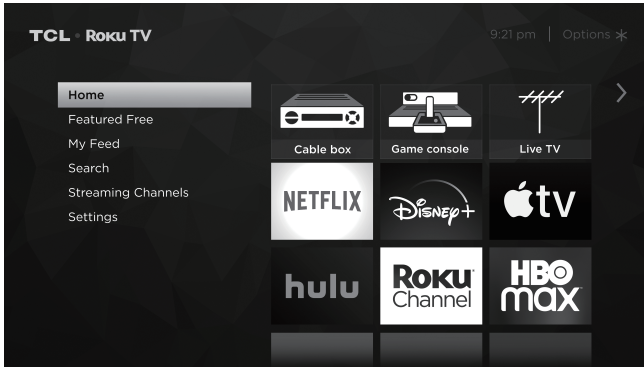 TCL • Roku TV
9:21 pm | Options ✱
Home
Featured Free
My Feed
Search
Streaming Channels
Settings
Cable box
Game console
Live TV
NETFLIX
Disney+
tv
hulu
Roku
Channel
HBO
max